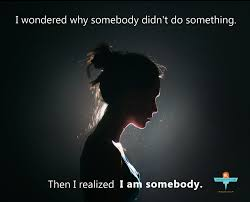 I wondered why somebody didn't do something.
Then I realized I am somebody.